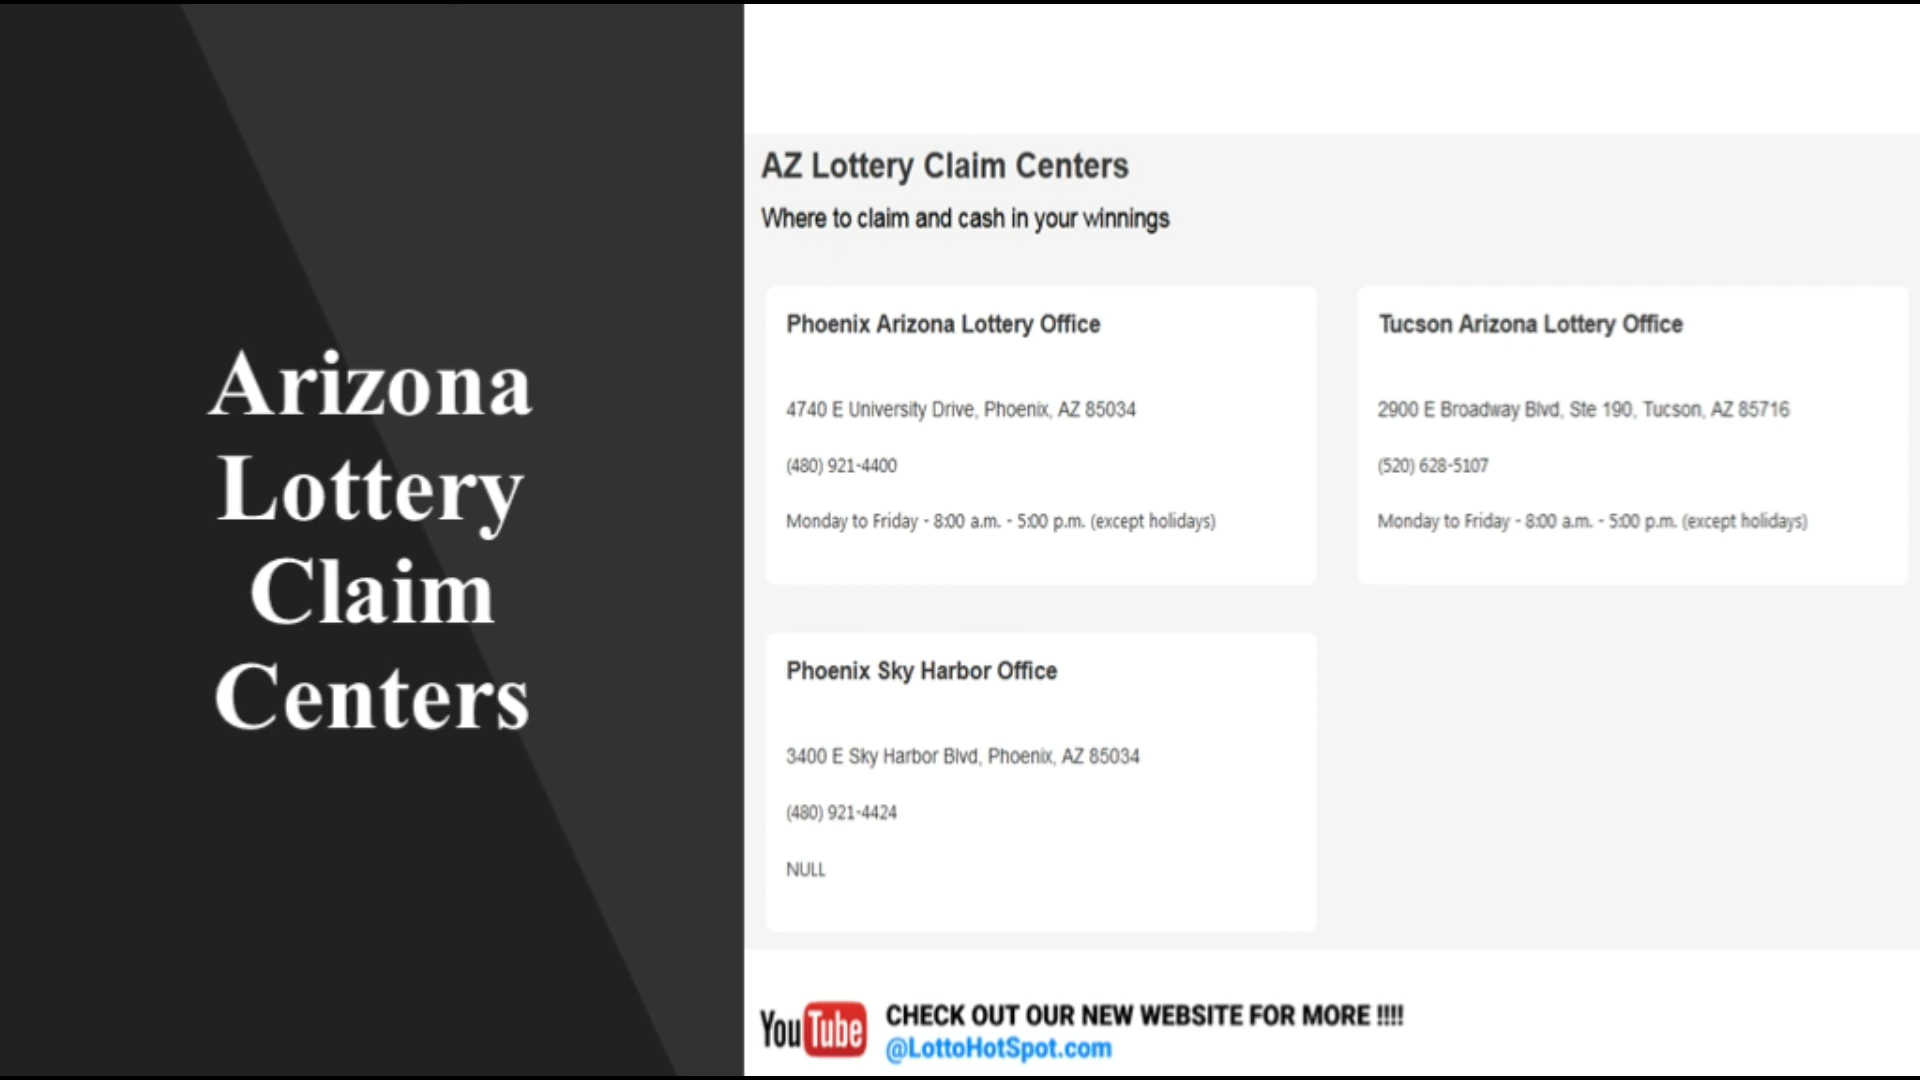 Arizona
Lottery
Claim
Centers
AZ Lottery Claim Centers
Where to claim and cash in your winnings
Phoenix Arizona Lottery Office
4740 E University Drive, Phoenix, AZ 85034
(480) 921-4400
Monday to Friday - 8:00 a.m. - 5:00 p.m. (except holidays)
Tucson Arizona Lottery Office
2900 E Broadway Blvd, Ste 190, Tucson, AZ 85716
(520) 628-5107
Monday to Friday - 8:00 a.m. - 5:00 p.m. (except holidays)
Phoenix Sky Harbor Office
3400 E Sky Harbor Blvd, Phoenix, AZ 85034
(480) 921-4424
NULL
YouTube
CHECK OUT OUR NEW WEBSITE FOR MORE !!!!
@LottoHotSpot.com